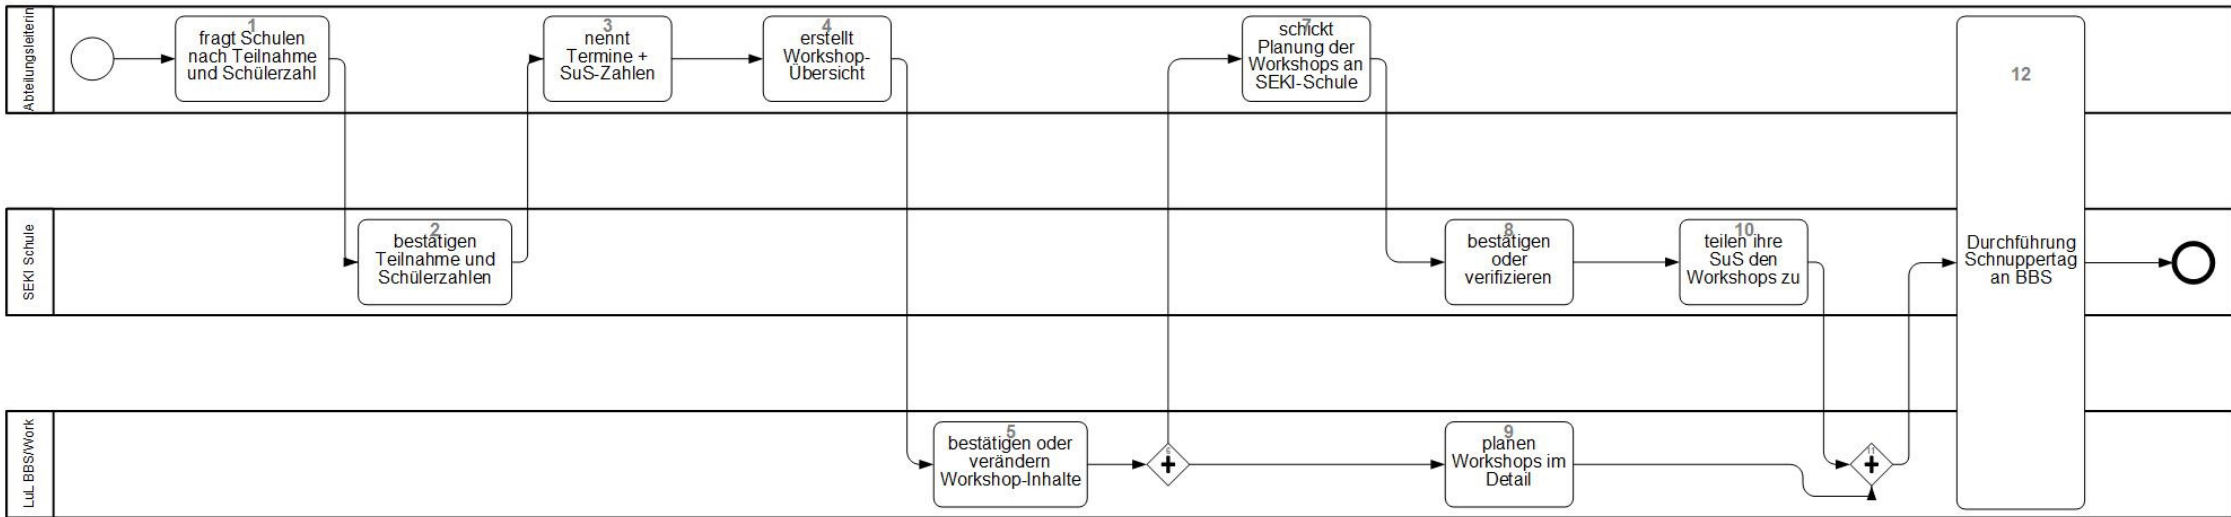 Abteilungsleiterin
1
fragt Schulen
nach Teilnahme
und Schülerzahl
3
nennt
Termine +
SuS-Zahlen
4
erstellt
Workshop-
Übersicht
7
schickt
Planung der
Workshops an
SEKI-Schule
12
SEKI Schule
2
bestätigen
Teilnahme und
Schülerzahlen
8
bestätigen
oder
verifizieren
10
teilen ihre
SuS den
Workshops zu
Durchführung
Schnuppertag
an BBS
LuL BBS/Work
5
bestätigen oder
verändern
Workshop-Inhalte
6
9
planen
Workshops im
Detail
11